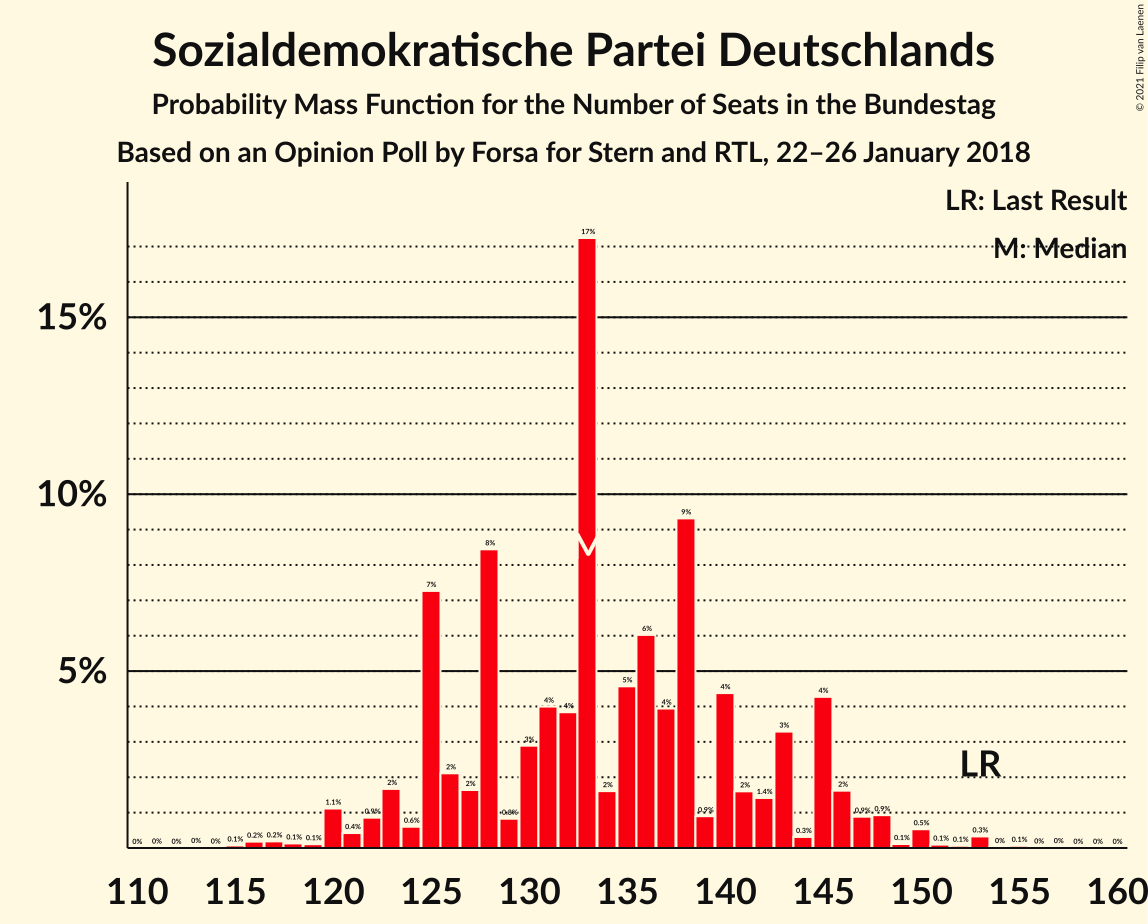 Sozialdemokratische Partei Deutschlands
Probability Mass Function for the Number of Seats in the Bundestag
Based on an Opinion Poll by Forsa for Stern and RTL, 22–26 January 2018
© 2021 Filip van Laenen
LR: Last Result
M: Median
15%
10%
5%
0% 0% 0% 0% 0% 0.1% 0.2% 0.2% 0.1% 0.1% 1.1% 0.4% 0.9% 2% 0.6% 7% 2% 2% 8% 0.8% 3% 4% 4% 17% 2% 5% 6% 4% 9% 0.9% 4% 2% 1.4% 3% 0.3% 4% 2% 0.9% 0.9% 0.1% 0.5% 0.1% 0.1% 0.3% 0% 0.1% 0% 0% 0% 0% 0%
M
LR
110 115 120 125 130 135 140 145 150 155 160